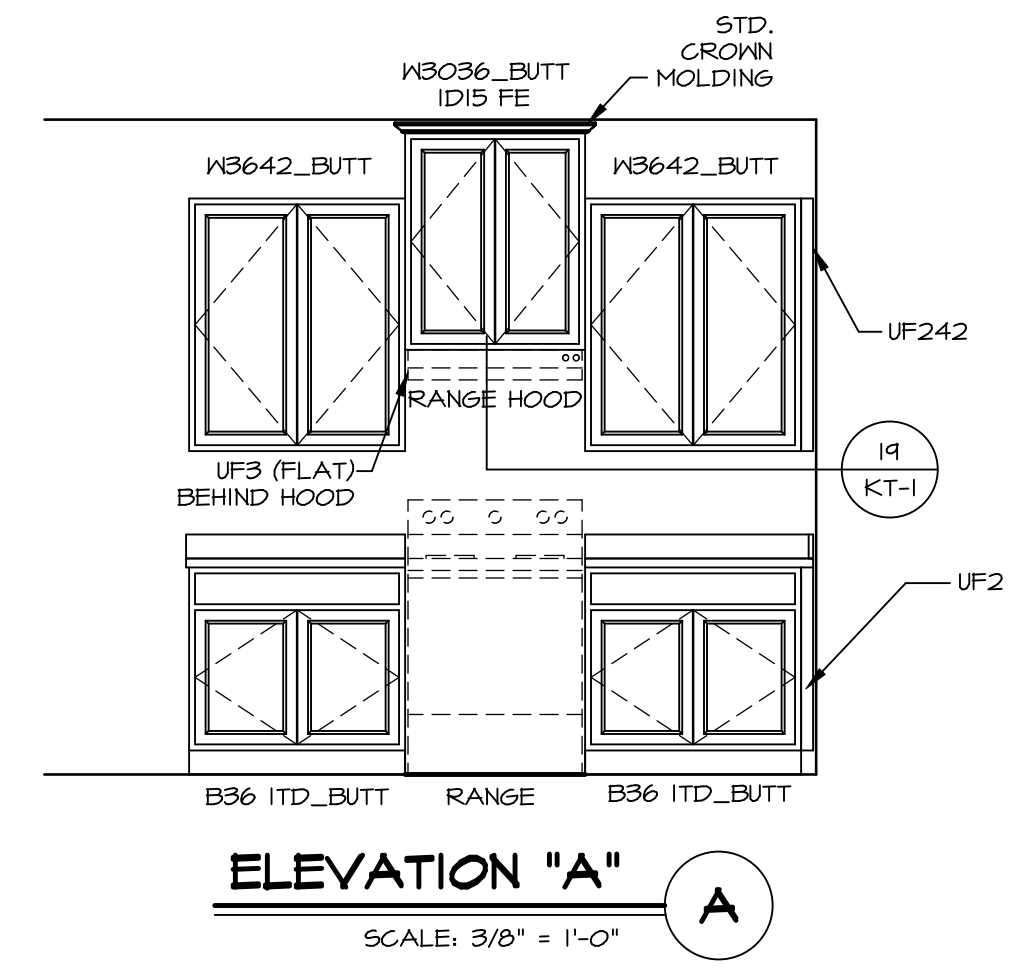 STD.
CROWN
MOLDING
W3036_BUTT
1D15 FE
W3642_BUTT
W3642_BUTT
UF242
RANGE HOOD
UF3 (FLAT)
BEHIND HOOD
19
KT-1
UF2
B36 1TD_BUTT
RANGE
B36 1TD_BUTT
ELEVATION "A"
A
SCALE: 3/8" = 1'-0"